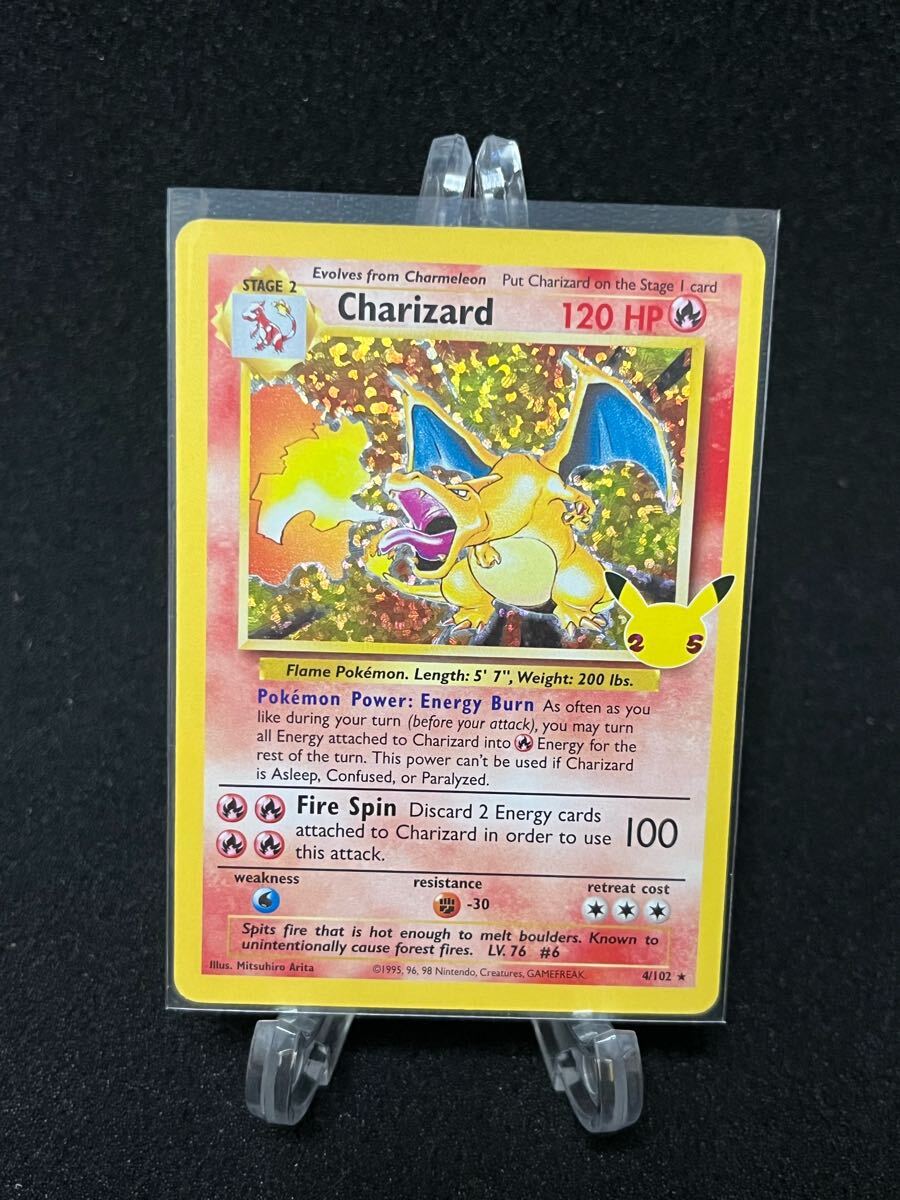 Evolves from Charmeleon Put Charizard on the Stage 1 card
STAGE 2
Charizard 120 HP
2 5
Flame Pokémon. Length: 5' 7", Weight: 200 lbs.
Pokémon Power: Energy Burn As often as you
like during your turn (before your attack), you may turn
all Energy attached to Charizard into Energy for the
rest of the turn. This power can't be used if Charizard
is Asleep, Confused, or Paralyzed.
Fire Spin Discard 2 Energy cards
attached to Charizard in order to use 100
this attack.
weakness resistance retreat cost
-30
Spits fire that is hot enough to melt boulders. Known to
unintentionally cause forest fires. LV. 76 #6
Illus. Mitsuhiro Arita ©1995, 96, 98 Nintendo, Creatures, GAMEFREAK. 4/102 ★